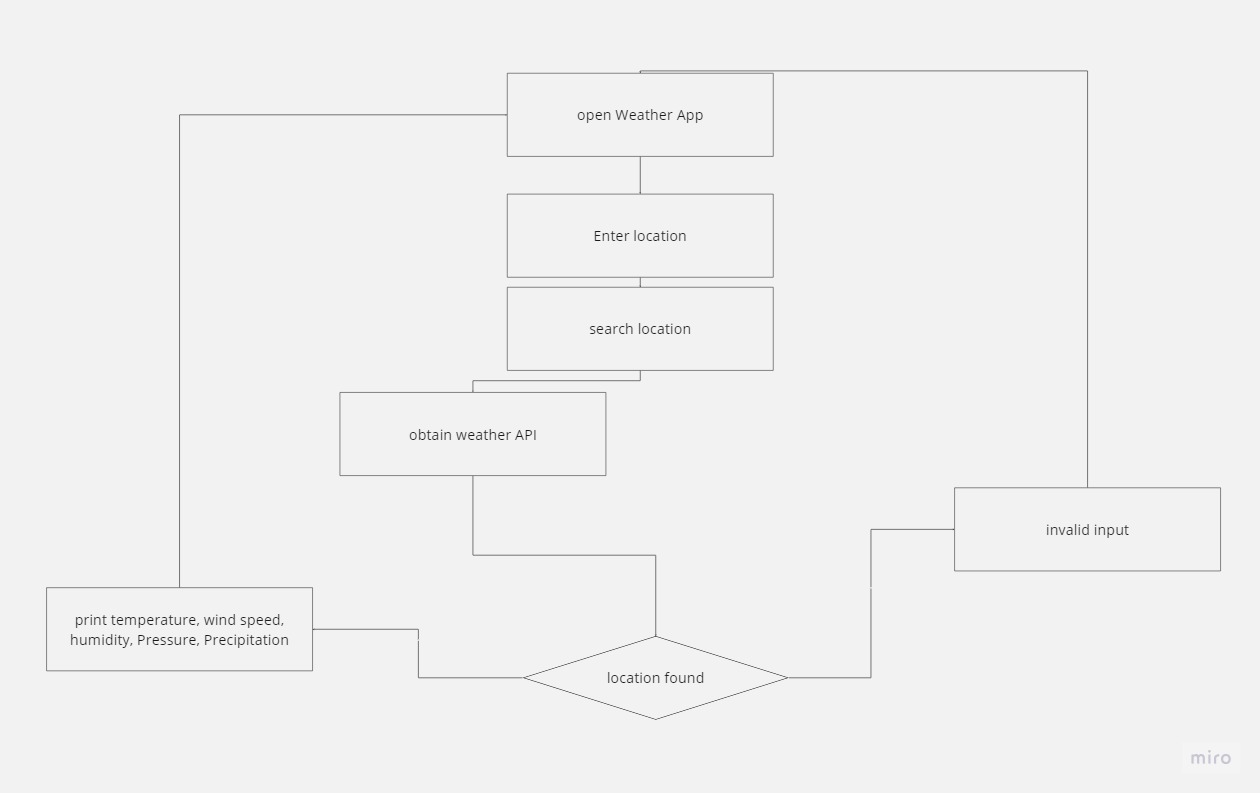 open Weather App
Enter location
search location
obtain weather API
invalid input
print temperature, wind speed,
humidity, Pressure, Precipitation
location found
miro